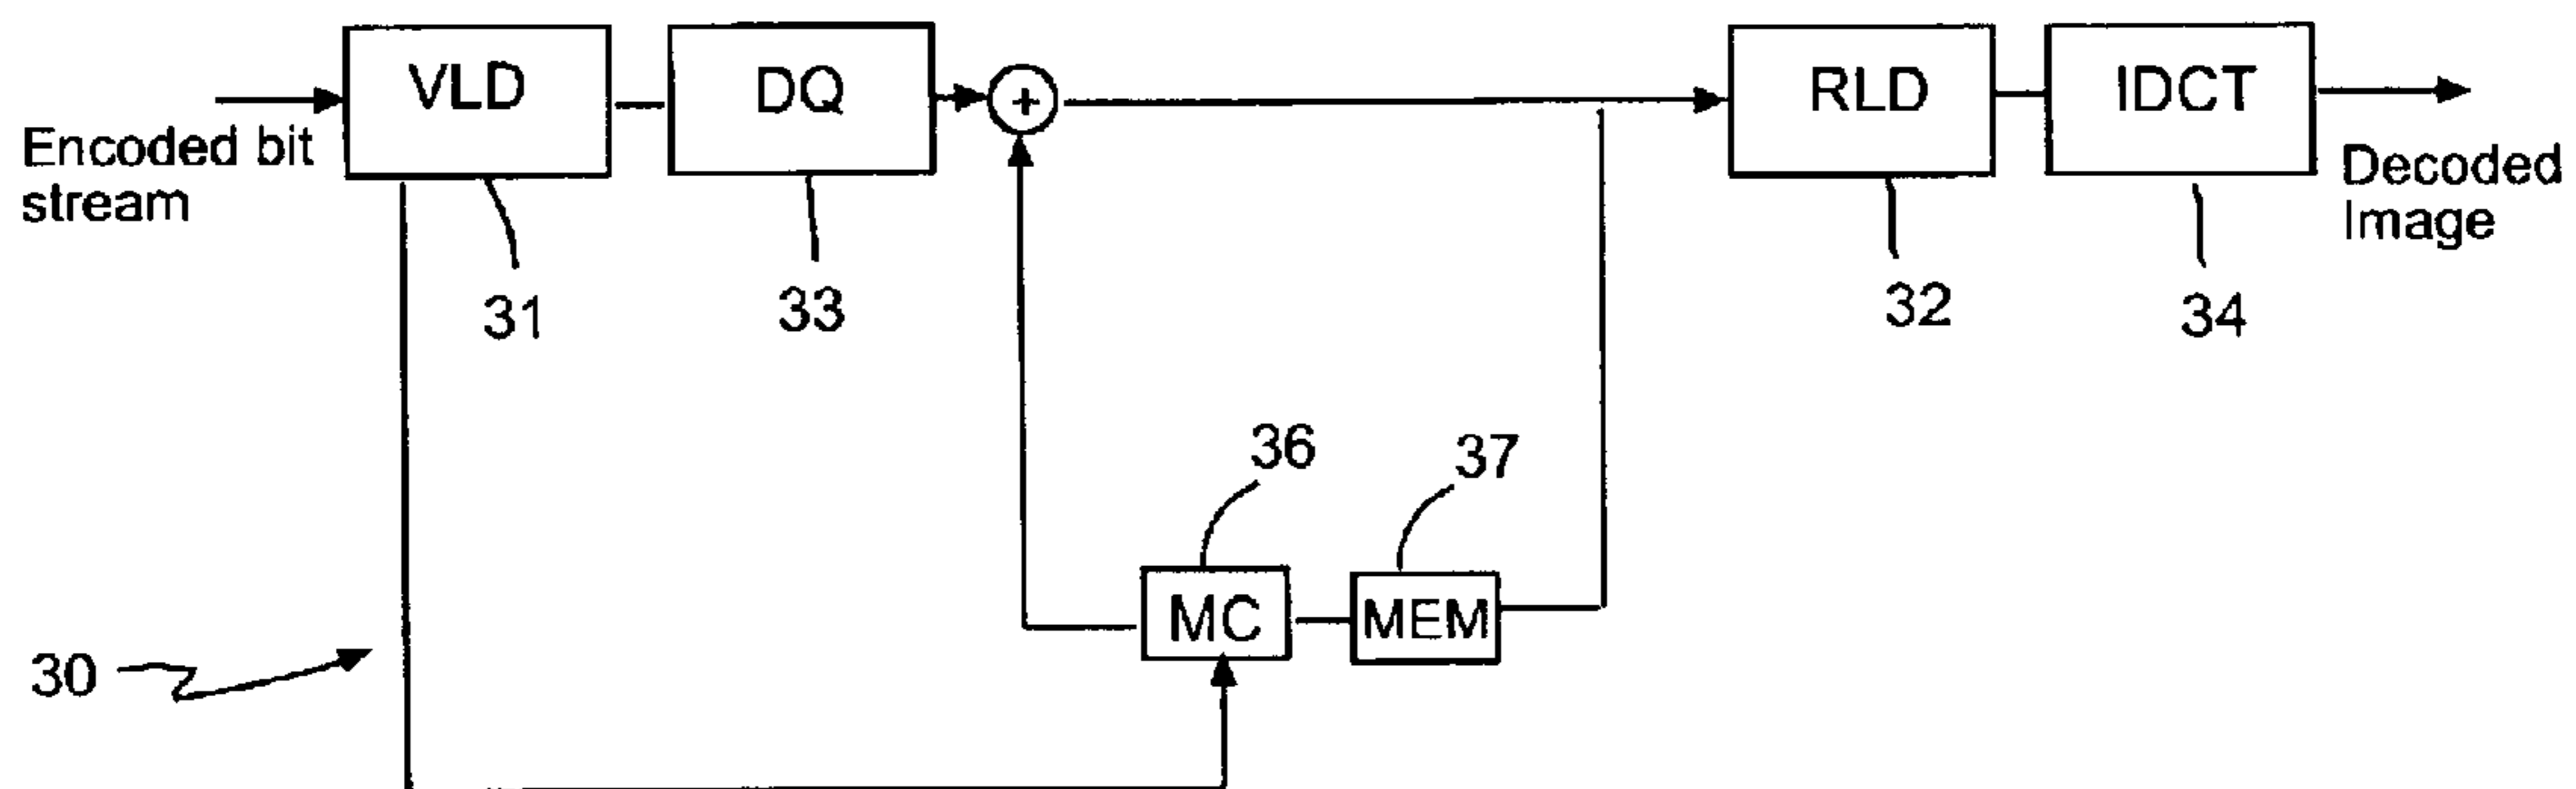 VLD
DQ
+
RLD
IDCT
Encoded bit
stream
Decoded
Image
31
33
32
34
36
37
MC
MEM
30